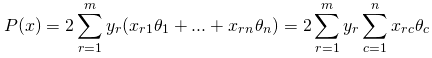 P(x) = 2 \sum_{r=1}^{m} y_r(x_{r1}\theta_1 + ... + x_{rn}\theta_n) = 2 \sum_{r=1}^{m} y_r \sum_{c=1}^{n} x_{rc}\theta_c